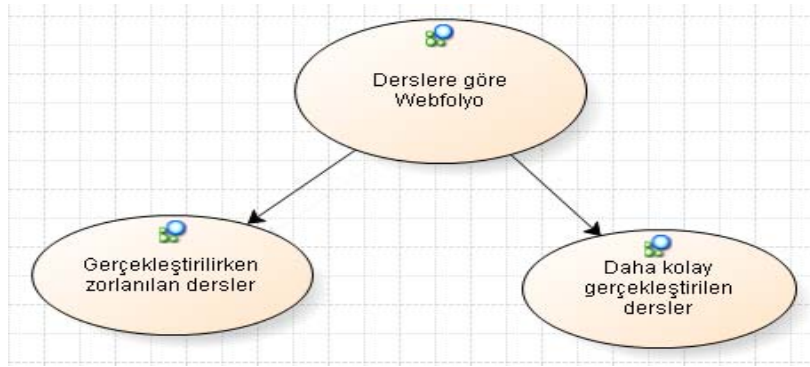 Derslere göre
Webfolyo
Gerçekleştirilirken
zorlanılan dersler
Daha kolay
gerçekleştirilen
dersler